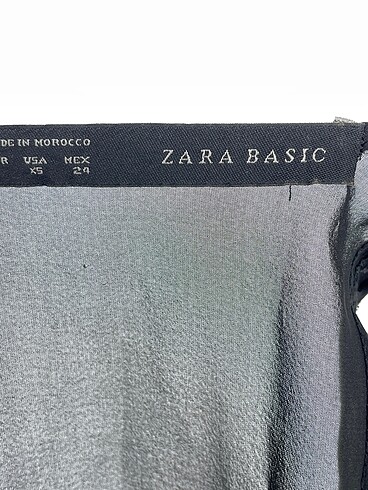 DE IN MOROCCO
R USA MEX
XS 24
ZARA BASIC